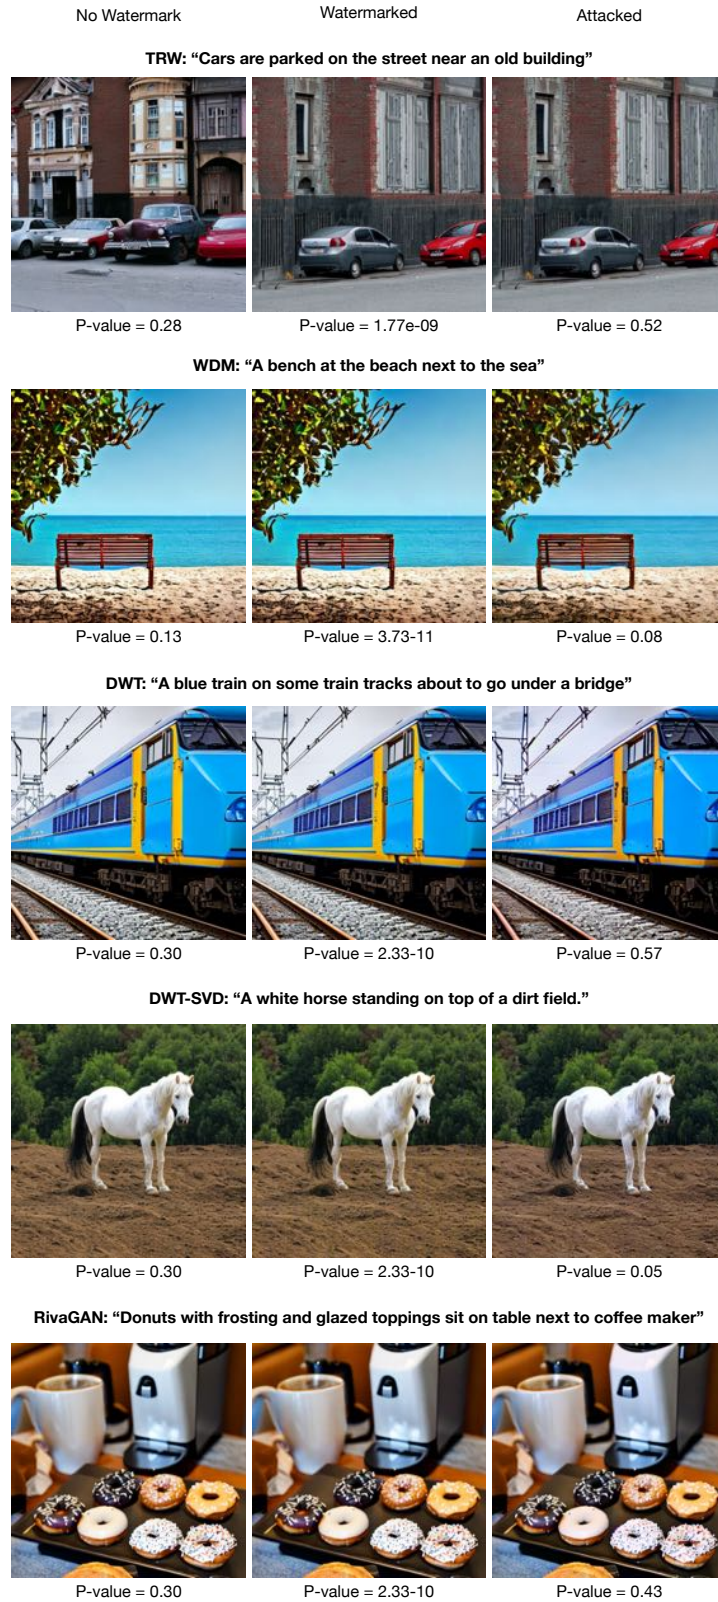 No Watermark Watermarked Attacked
TRW: “Cars are parked on the street near an old building”
P-value = 0.28 P-value = 1.77e-09 P-value = 0.52
WDM: “A bench at the beach next to the sea”
P-value = 0.13 P-value = 3.73-11 P-value = 0.08
DWT: “A blue train on some train tracks about to go under a bridge”
P-value = 0.30 P-value = 2.33-10 P-value = 0.57
DWT-SVD: “A white horse standing on top of a dirt field.”
P-value = 0.30 P-value = 2.33-10 P-value = 0.05
RivaGAN: “Donuts with frosting and glazed toppings sit on table next to coffee maker”
P-value = 0.30 P-value = 2.33-10 P-value = 0.43